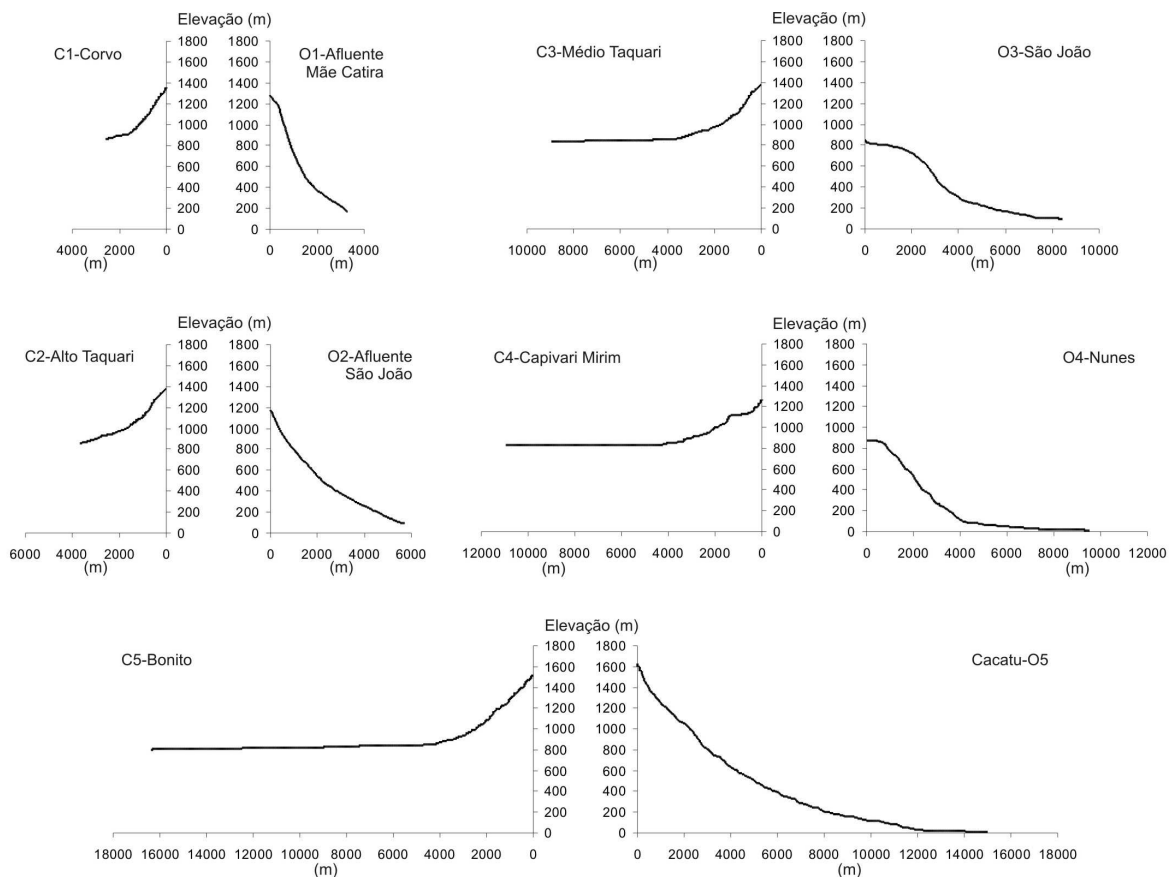 Elevação (m)
C1-Corvo
O1-Afluente
Mãe Catira
1800 1800
1600 1600
1400 1400
1200 1200
1000 1000
800 800
600 600
400 400
200 200
0 0
4000 2000 0 0 2000 4000
(m) (m)
Elevação (m)
C3-Médio Taquari
O3-São João
1800 1800
1600 1600
1400 1400
1200 1200
1000 1000
800 800
600 600
400 400
200 200
0 0
10000 8000 6000 4000 2000 0 0 2000 4000 6000 8000 10000
(m) (m)
Elevação (m)
C2-Alto Taquari
O2-Afluente
São João
1800 1800
1600 1600
1400 1400
1200 1200
1000 1000
800 800
600 600
400 400
200 200
0 0
6000 4000 2000 0 0 2000 4000 6000
(m) (m)
Elevação (m)
C4-Capivari Mirim
O4-Nunes
1800 1800
1600 1600
1400 1400
1200 1200
1000 1000
800 800
600 600
400 400
200 200
0 0
12000 10000 8000 6000 4000 2000 0 0 2000 4000 6000 8000 10000 12000
(m) (m)
Elevação (m)
C5-Bonito
Cacatu-O5
1800 1800
1600 1600
1400 1400
1200 1200
1000 1000
800 800
600 600
400 400
200 200
0 0
18000 16000 14000 12000 10000 8000 6000 4000 2000 0 0 2000 4000 6000 8000 10000 12000 14000 16000 18000
(m) (m)